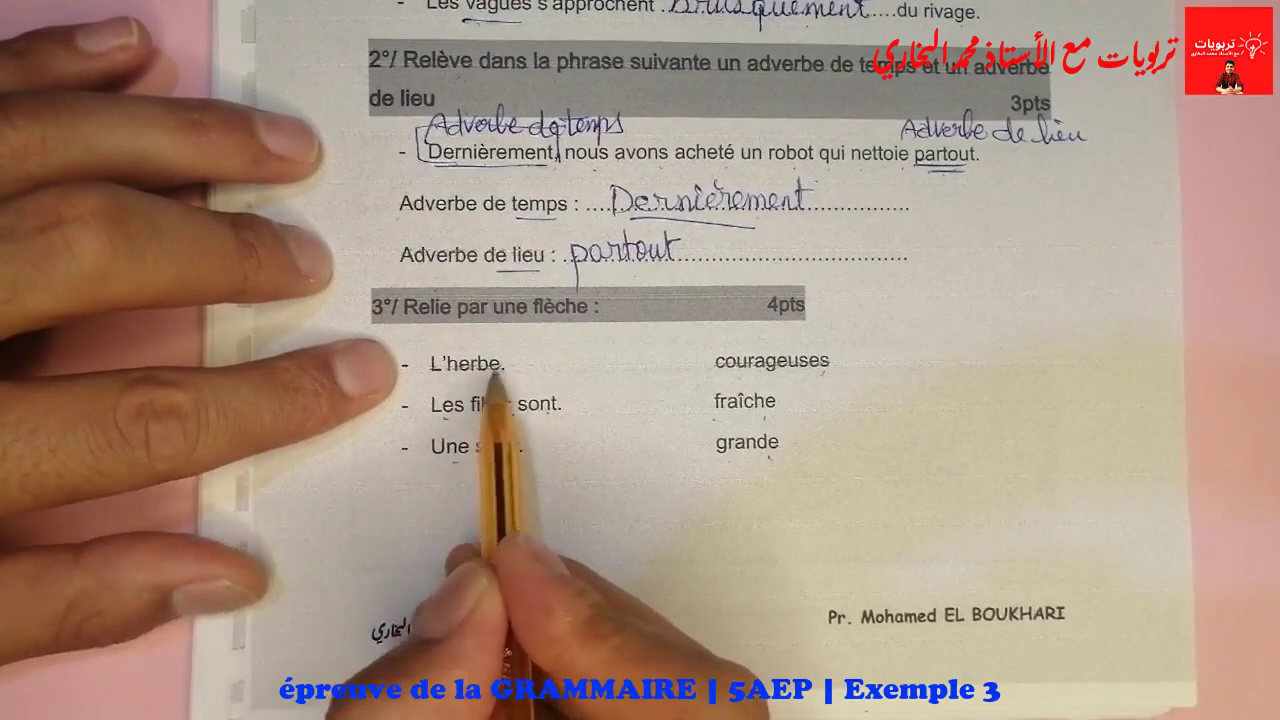 - Les vagues s'approchent .Brusquement....du rivage.
تربويات مع الأستاذ محمد البخاري
تربويات
2°/ Relève dans la phrase suivante un adverbe de temps et un adverbe
de lieu 3pts
Adverbe de temps Adverbe de lieu
- Dernièrement, nous avons acheté un robot qui nettoie partout.
Adverbe de temps : ....Dernièrement..................
Adverbe de lieu : ..partout........................................
3°/ Relie par une flèche : 4pts
- L'herbe. courageuses
- Les sont. fraîche
- Une grande
Pr. Mohamed EL BOUKHARI
البخاري
épreuve de la GRAMMAIRE | 5AEP | Exemple 3